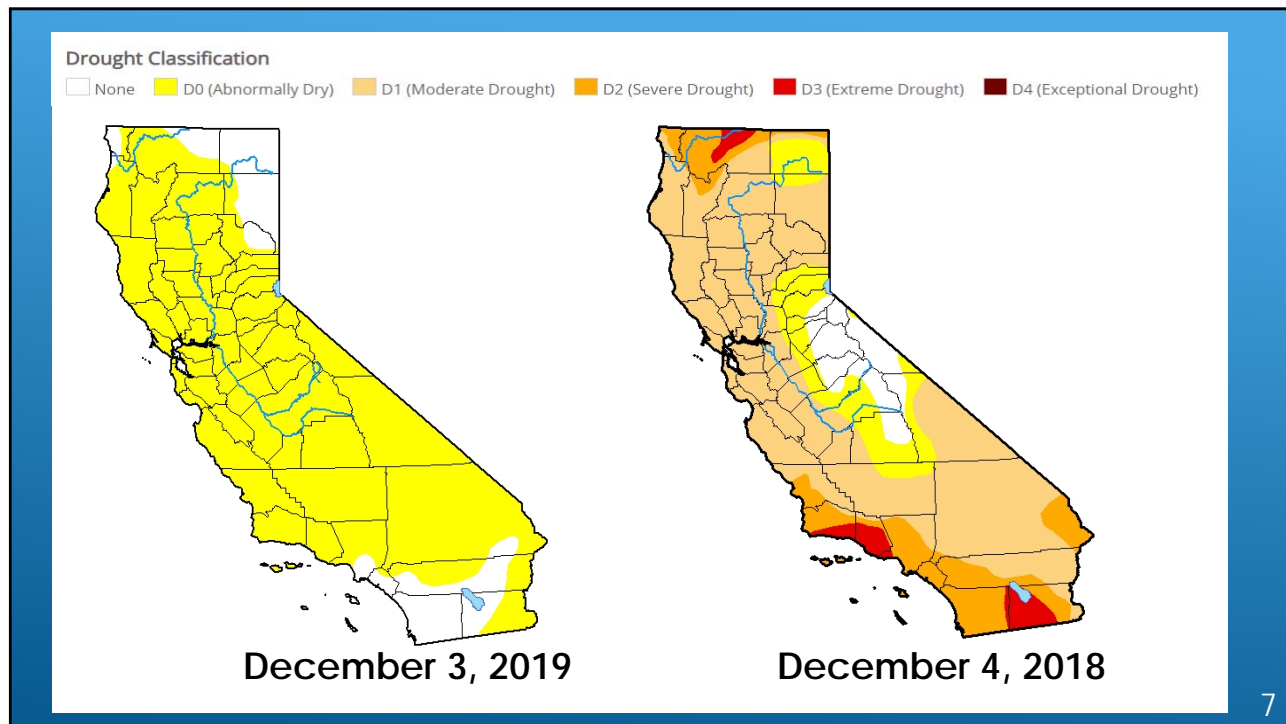 Drought Classification
None D0 (Abnormally Dry) D1 (Moderate Drought) D2 (Severe Drought) D3 (Extreme Drought) D4 (Exceptional Drought)
December 3, 2019
December 4, 2018
7